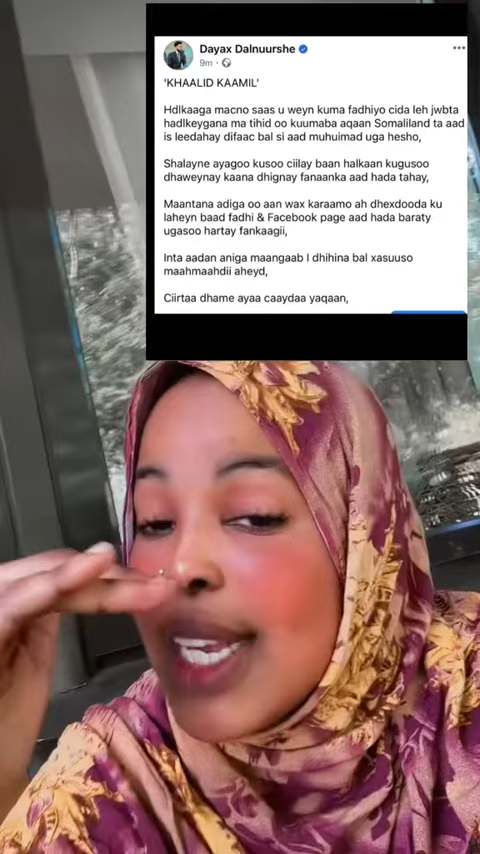 Dayax Dalnuurshe
9m
'KHAALID KAAMIL'
Hdlkaaga macno saas u weyn kuma fadhiyo cida leh jwbta
hadlkeygana ma tihid oo kuumaba aqaan Somaliland ta aad
is leedahay difaac bal si aad muhuimad uga hesho,
Shalayne ayagoo kusoo ciilay baan halkaan kugusoo
dhaweynay kaana dhignay fanaanka aad hada tahay,
Maantana adiga oo aan wax karaamo ah dhexdooda ku
laheyn baad fadhi & Facebook page aad hada baraty
ugasoo hartay fankaagii,
Inta aadan aniga maangaab I dhihina bal xasuuso
maahmaahdii aheyd,
Ciirtaa dhame ayaa caaydaa yaqaan,